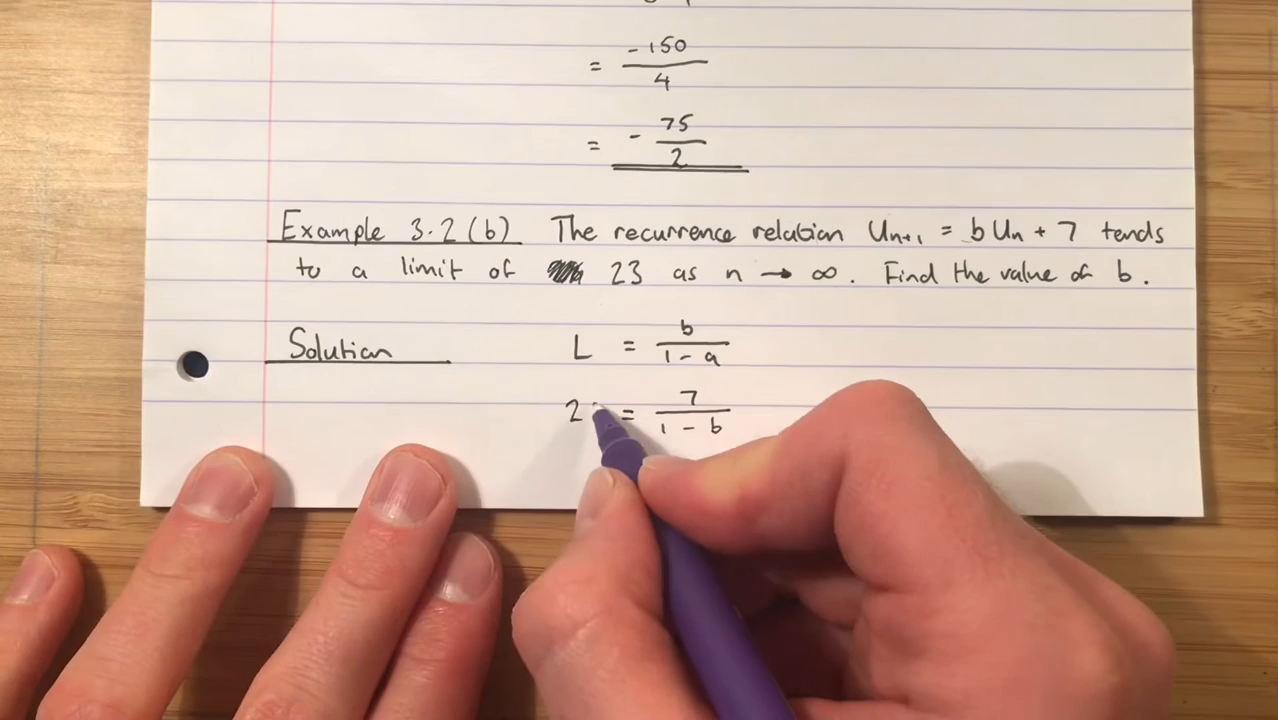 = -150/4
= - 75/2
Example 3.2 (b) The recurrence relation Un+1 = bUn + 7 tends
to a limit of 23 as n → ∞. Find the value of b.
Solution L = b/(1 - a)
2 = 7/(1 - b)